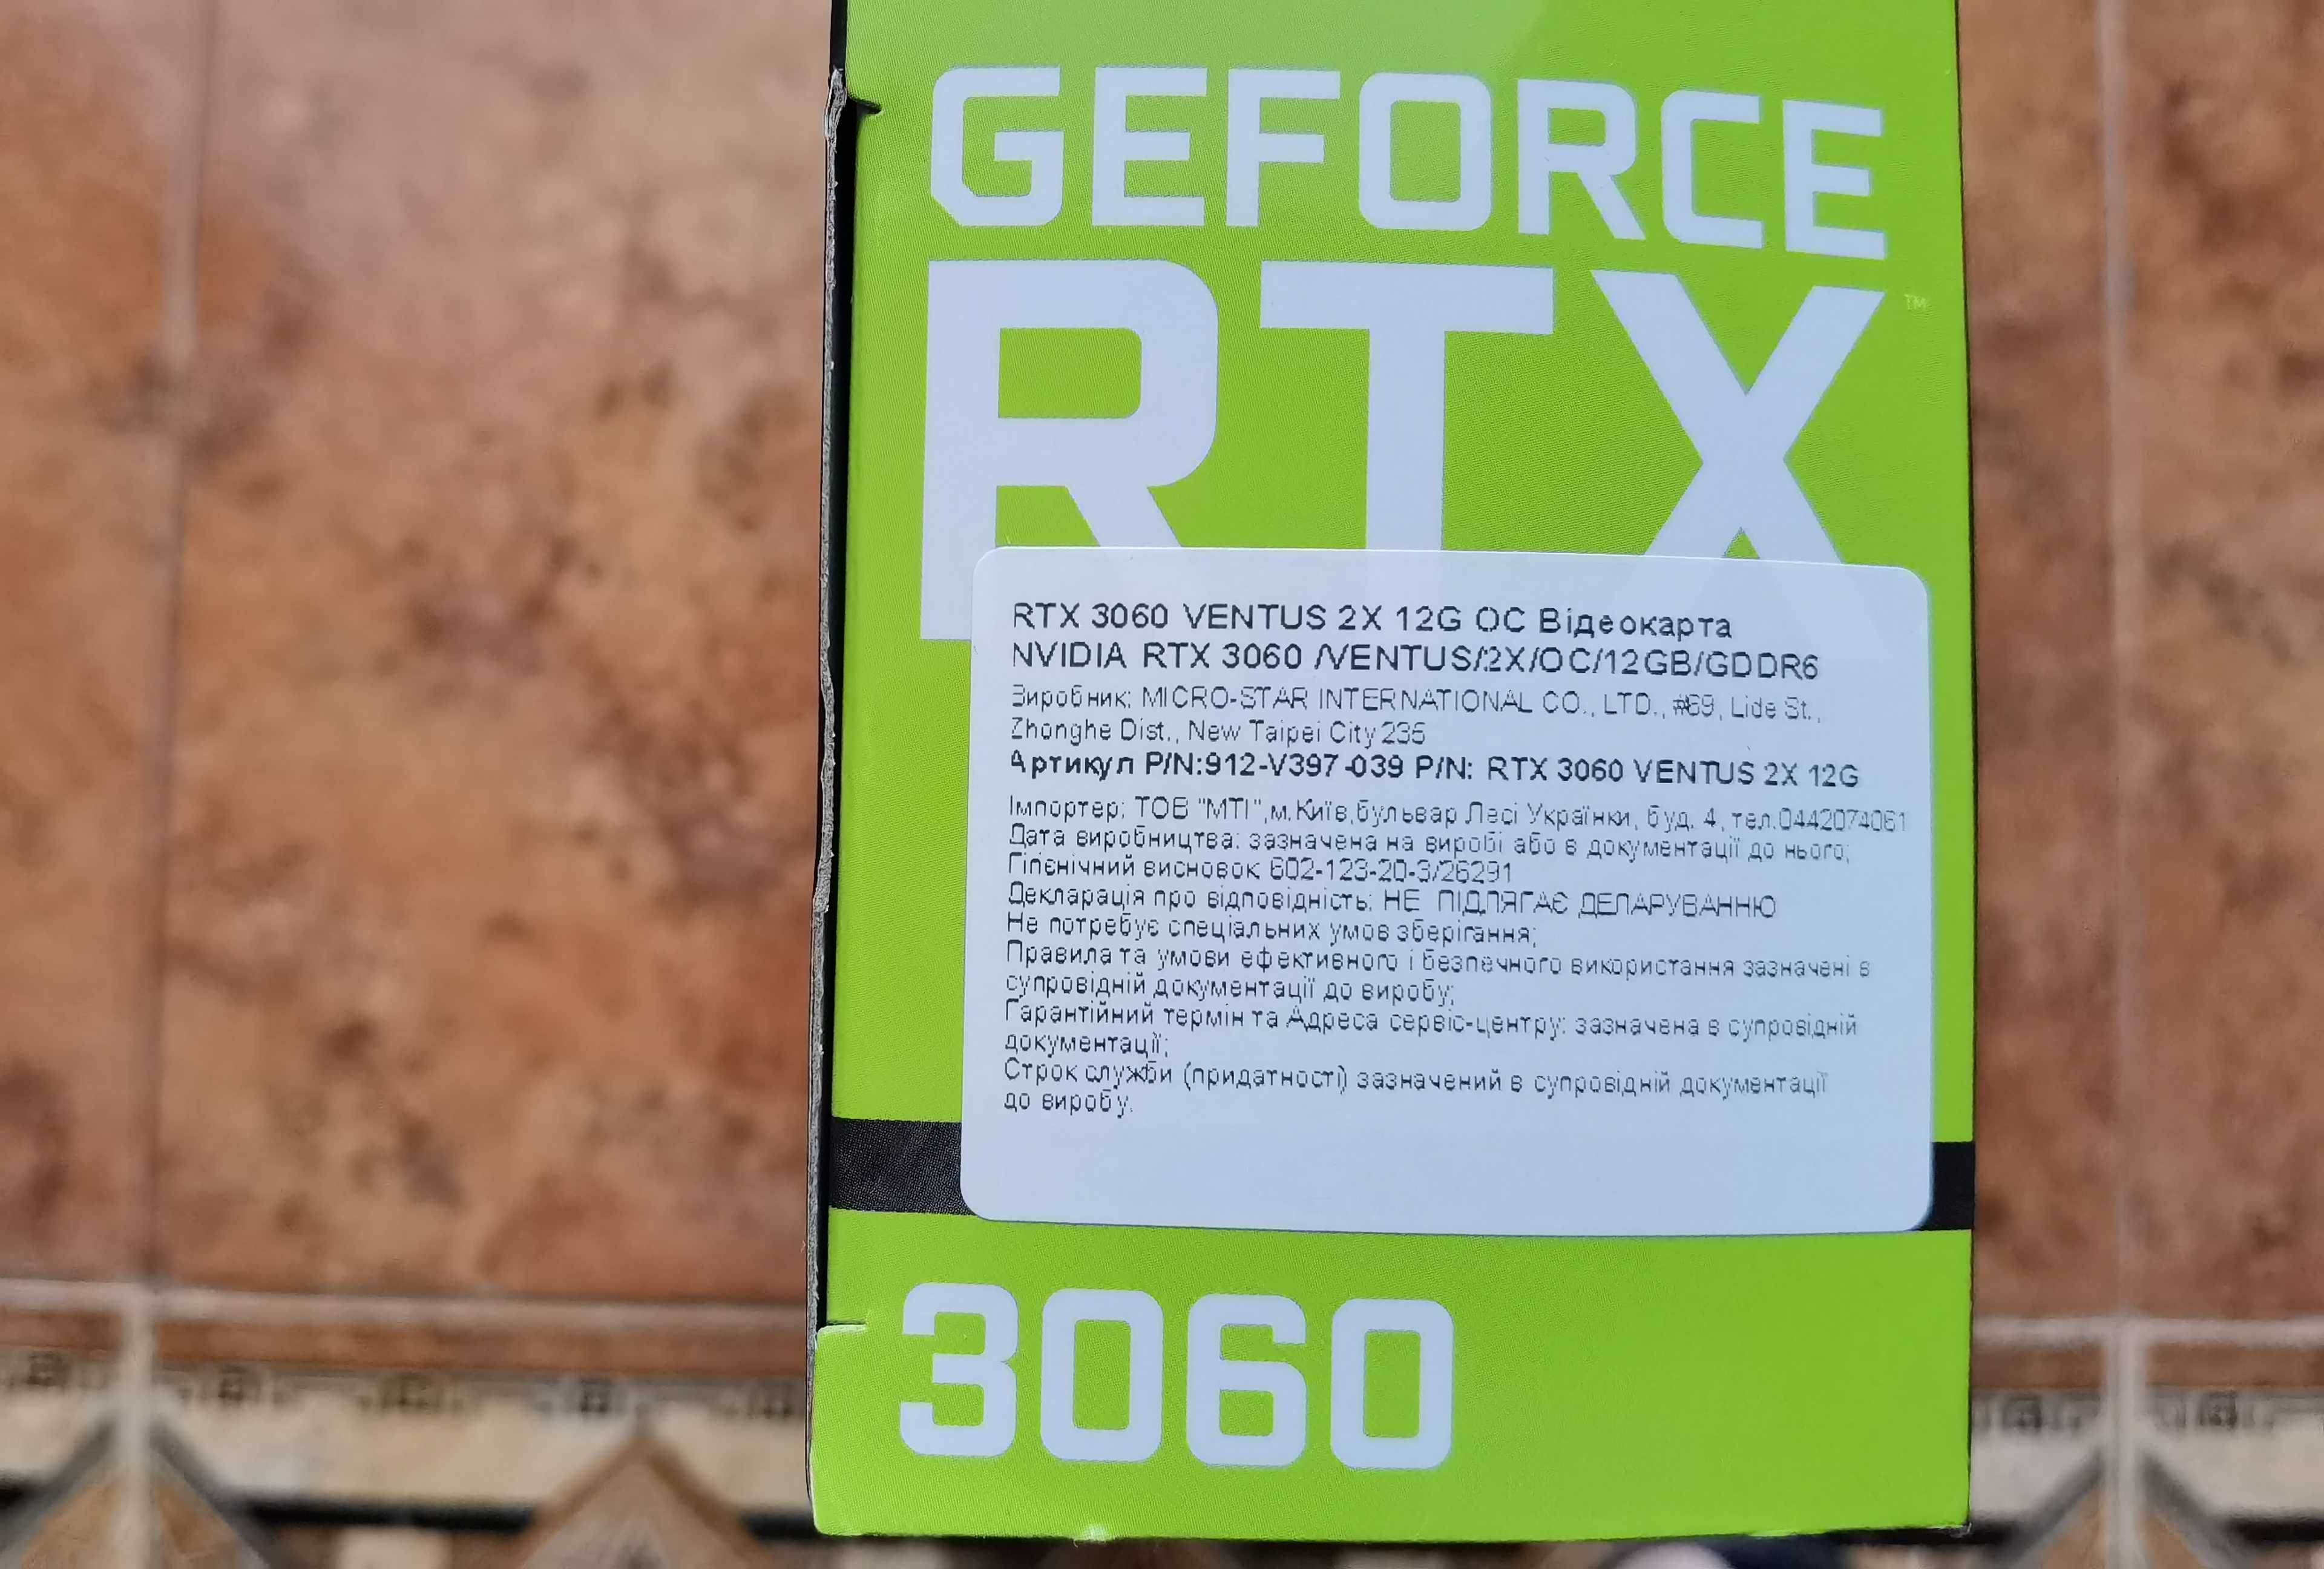 GEFORCE
RTX™
RTX 3060 VENTUS 2X 12G OC Відеокарта
NVIDIA RTX 3060 /VENTUS/2X/OC/12GB/GDDR6
Виробник: MICRO-STAR INTERNATIONAL CO., LTD., #69, Lide St.,
Zhonghe Dist., New Taipei City 235
Артикул P/N:912-V397-039 P/N: RTX 3060 VENTUS 2X 12G
Імпортер: ТОВ "МТІ",м.Київ,бульвар Лесі Українки, буд. 4, тел.0442074061
Дата виробництва: зазначена на виробі або в документації до нього;
Гігієнічний висновок 602-123-20-3/26291
Декларація про відповідність: НЕ ПІДЛЯГАЄ ДЕЛАРУВАННЮ
Не потребує спеціальних умов зберігання;
Правила та умови ефективного і безпечного використання зазначені в
супровідній документації до виробу;
Гарантійний термін та Адреса сервіс-центру: зазначена в супровідній
документації;
Строк служби (придатності) зазначений в супровідній документації
до виробу.
3060